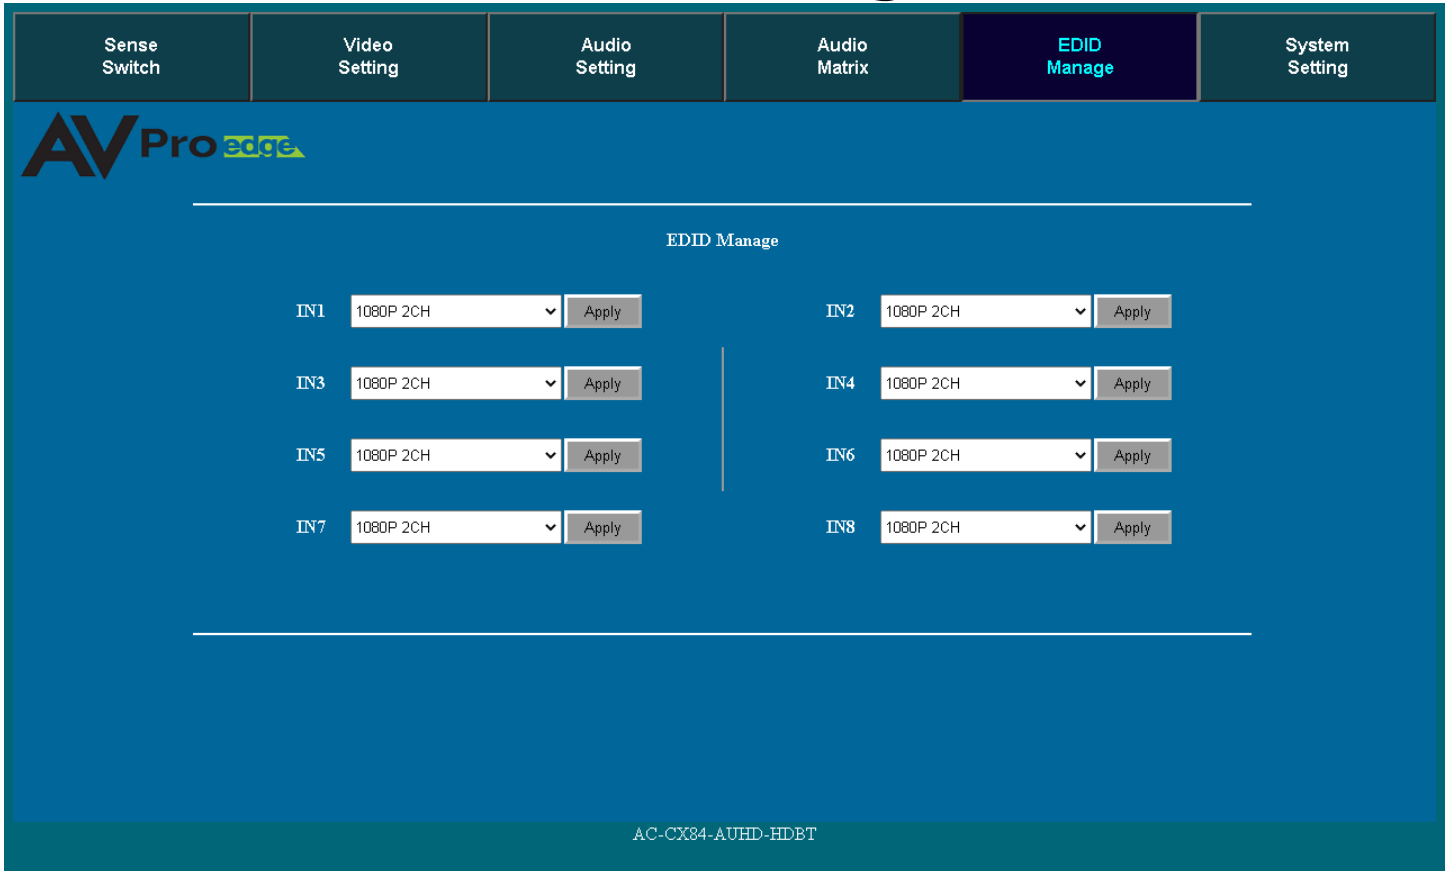 Sense
Switch
Video
Setting
Audio
Setting
Audio
Matrix
EDID
Manage
System
Setting
AVPro edge
EDID Manage
IN1 1080P 2CH Apply
IN2 1080P 2CH Apply
IN3 1080P 2CH Apply
IN4 1080P 2CH Apply
IN5 1080P 2CH Apply
IN6 1080P 2CH Apply
IN7 1080P 2CH Apply
IN8 1080P 2CH Apply
AC-CX84-AUHD-HDBT